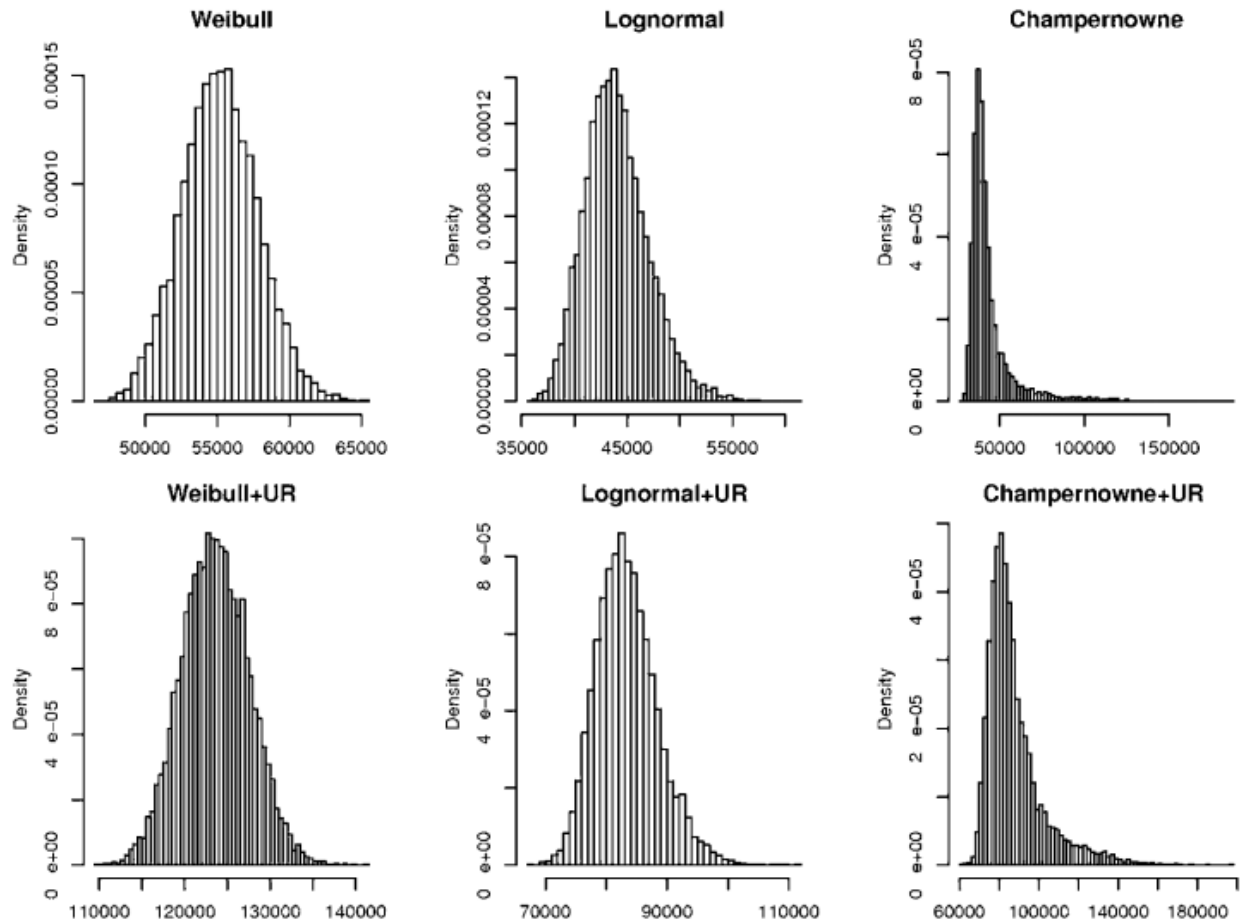 Weibull
Density
0.00000
0.00005
0.00010
0.00015
50000 55000 60000 65000
Lognormal
Density
0.00000
0.00004
0.00008
0.00012
35000 45000 55000
Champernowne
Density
0 e+00
4 e-05
8 e-05
50000 100000 150000
Weibull+UR
Density
0 e+00
4 e-05
8 e-05
110000 120000 130000 140000
Lognormal+UR
Density
0 e+00
4 e-05
8 e-05
70000 90000 110000
Champernowne+UR
Density
0 e+00
2 e-05
4 e-05
60000 100000 140000 180000